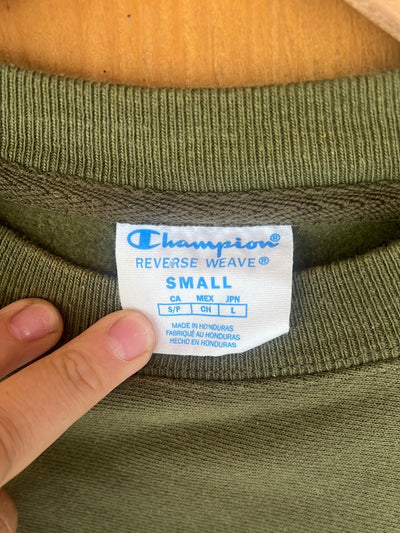 Champion®
REVERSE WEAVE®
SMALL
CA MEX JPN
S/P CH L
MADE IN HONDURAS
FABRIQUÉ AU HONDURAS
HECHO EN HONDURAS